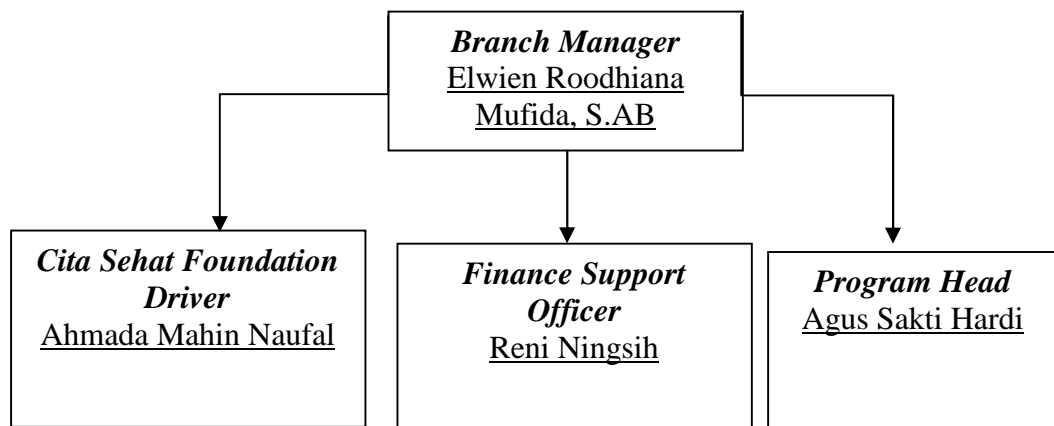 Branch Manager
Elwien Roodhiana
Mufida, S.AB
Cita Sehat Foundation
Driver
Ahmada Mahin Naufal
Finance Support
Officer
Reni Ningsih
Program Head
Agus Sakti Hardi